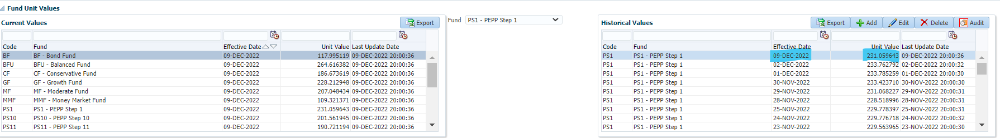 Fund Unit Values
Current Values
Export
Code Fund Effective Date Unit Value Last Update Date
BF BF - Bond Fund 09-DEC-2022 117.995119 09-DEC-2022 20:00:36
BFU BFU - Balanced Fund 09-DEC-2022 264.616382 09-DEC-2022 20:00:36
CF CF - Conservative Fund 09-DEC-2022 186.673619 09-DEC-2022 20:00:36
GF GF - Growth Fund 09-DEC-2022 228.212948 09-DEC-2022 20:00:36
MF MF - Moderate Fund 09-DEC-2022 207.048434 09-DEC-2022 20:00:36
MMF MMF - Money Market Fund 09-DEC-2022 109.321371 09-DEC-2022 20:00:36
PS1 PS1 - PEPP Step 1 09-DEC-2022 231.059643 09-DEC-2022 20:00:36
PS10 PS10 - PEPP Step 10 09-DEC-2022 201.561945 09-DEC-2022 20:00:36
PS11 PS11 - PEPP Step 11 09-DEC-2022 190.721194 09-DEC-2022 20:00:36
Fund PS1 - PEPP Step 1
Historical Values
Export Add Edit Delete Audit
Code Fund Effective Date Unit Value Last Update Date
PS1 PS1 - PEPP Step 1 09-DEC-2022 231.059643 09-DEC-2022 20:00:36
PS1 PS1 - PEPP Step 1 02-DEC-2022 233.762792 02-DEC-2022 20:00:32
PS1 PS1 - PEPP Step 1 01-DEC-2022 233.785259 01-DEC-2022 20:00:30
PS1 PS1 - PEPP Step 1 30-NOV-2022 233.423710 30-NOV-2022 20:00:30
PS1 PS1 - PEPP Step 1 29-NOV-2022 231.068227 29-NOV-2022 20:00:31
PS1 PS1 - PEPP Step 1 28-NOV-2022 228.518996 28-NOV-2022 20:00:31
PS1 PS1 - PEPP Step 1 25-NOV-2022 229.778397 25-NOV-2022 20:00:31
PS1 PS1 - PEPP Step 1 24-NOV-2022 229.776718 24-NOV-2022 20:00:32
PS1 PS1 - PEPP Step 1 23-NOV-2022 229.563965 23-NOV-2022 20:00:30